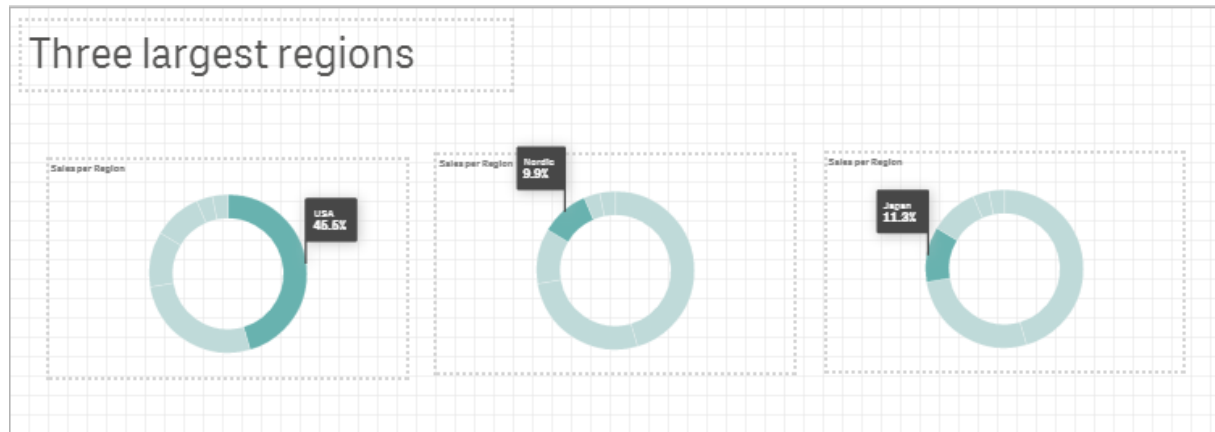 Three largest regions
Sales per Region
USA
45.5%
Sales per Region
Nordic
9.9%
Sales per Region
Japan
11.3%